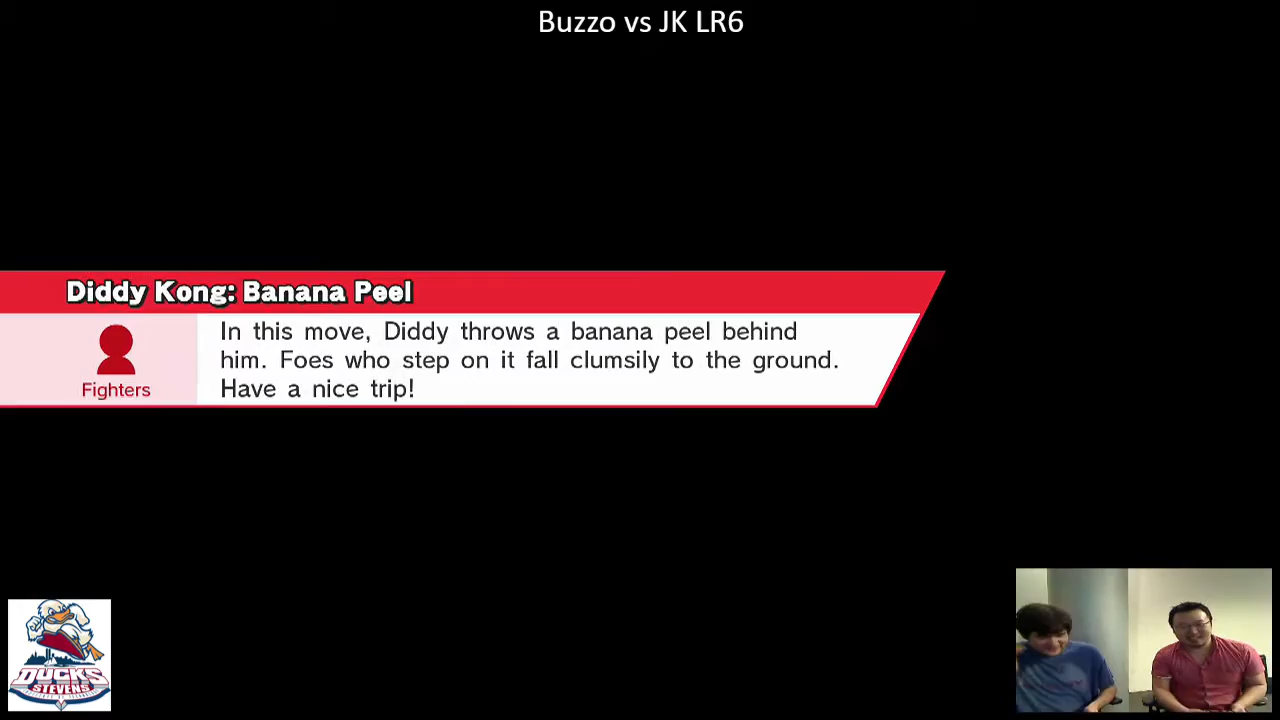 Buzzo vs JK LR6
Diddy Kong: Banana Peel
In this move, Diddy throws a banana peel behind
him. Foes who step on it fall clumsily to the ground.
Have a nice trip!
Fighters
DUCKS
STEVENS